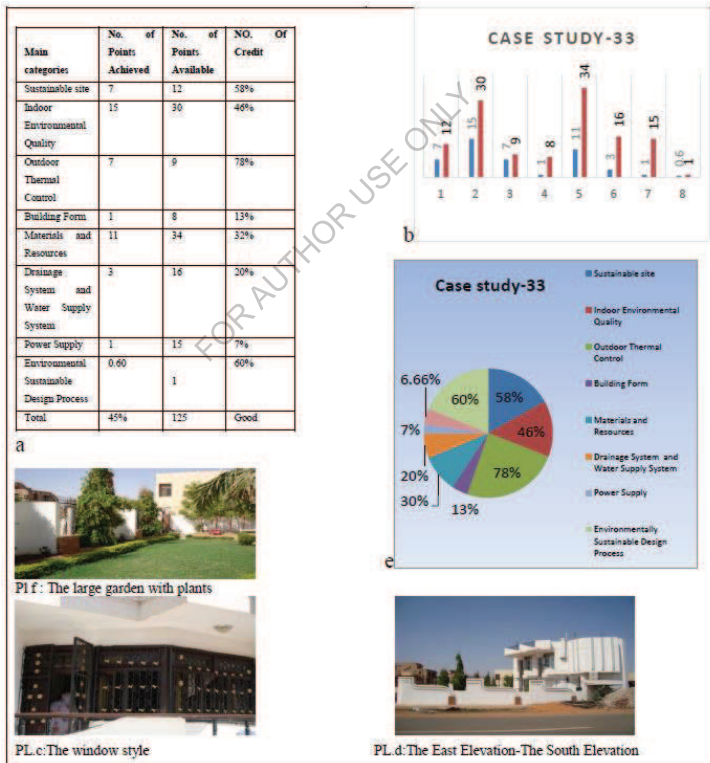 Main categories No. of Points Achieved No. of Points Available NO. Of Credit
Sustainable site 7 12 58%
Indoor Environmental Quality 15 30 46%
Outdoor Thermal Control 7 9 78%
Building Form 1 8 13%
Materials and Resources 11 34 32%
Drainage System and Water Supply System 3 16 20%
Power Supply 1 15 7%
Environmental Sustainable Design Process 0.60 1 60%
Total 45% 125 Good
a
CASE STUDY-33
7 12 15 30 7 9 1 8 11 34 3 16 1 15 0.6 1
1 2 3 4 5 6 7 8
b
FOR AUTHOR USE ONLY
Case study-33
58%
46%
78%
13%
30%
20%
7%
6.66%
60%
Sustainable site
Indoor Environmental
Quality
Outdoor Thermal
Control
Building Form
Materials and
Resources
Drainage System and
Water Supply System
Power Supply
Environmentally
Sustainable Design
Process
e
Pl f : The large garden with plants
PL.c:The window style
PL.d:The East Elevation-The South Elevation